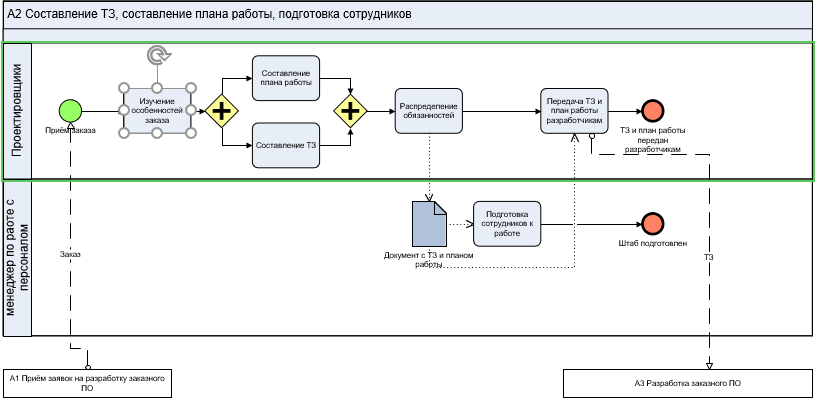 А2 Составление ТЗ, составление плана работы, подготовка сотрудников
Проектировщики
Приём заказа
Изучение
особенностей
заказа
Составление
плана работы
Составление ТЗ
Распределение
обязанностей
Передача ТЗ и
план работы
разработчикам
ТЗ и план работы
передан
разработчикам
менеджер по раоте с
персоналом
Заказ
Документ с ТЗ и планом
работы
Подготовка
сотрудников к
работе
Штаб подготовлен
ТЗ
А1 Приём заявок на разработку заказного
ПО
А3 Разработка заказного ПО